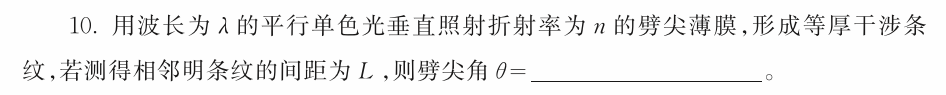 10. 用波长为 λ 的平行单色光垂直照射折射率为 n 的劈尖薄膜,形成等厚干涉条
纹,若测得相邻明条纹的间距为 L ,则劈尖角 θ=____________________。